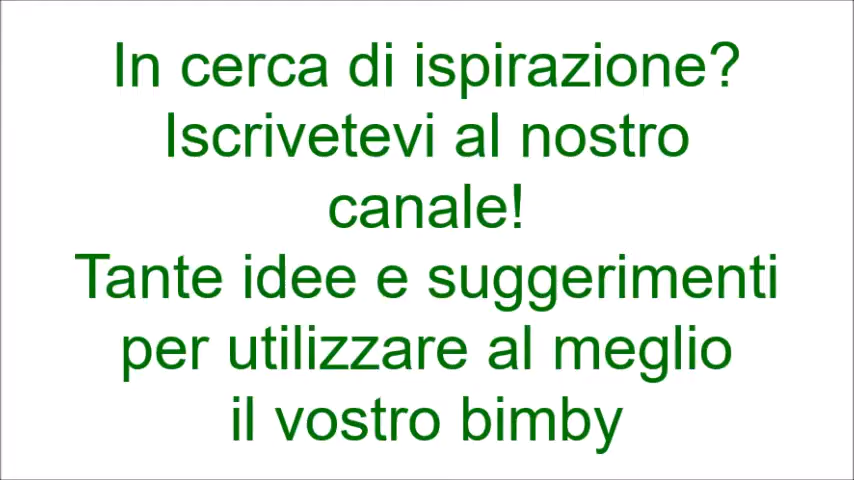 In cerca di ispirazione?
Iscrivetevi al nostro
canale!
Tante idee e suggerimenti
per utilizzare al meglio
il vostro bimby